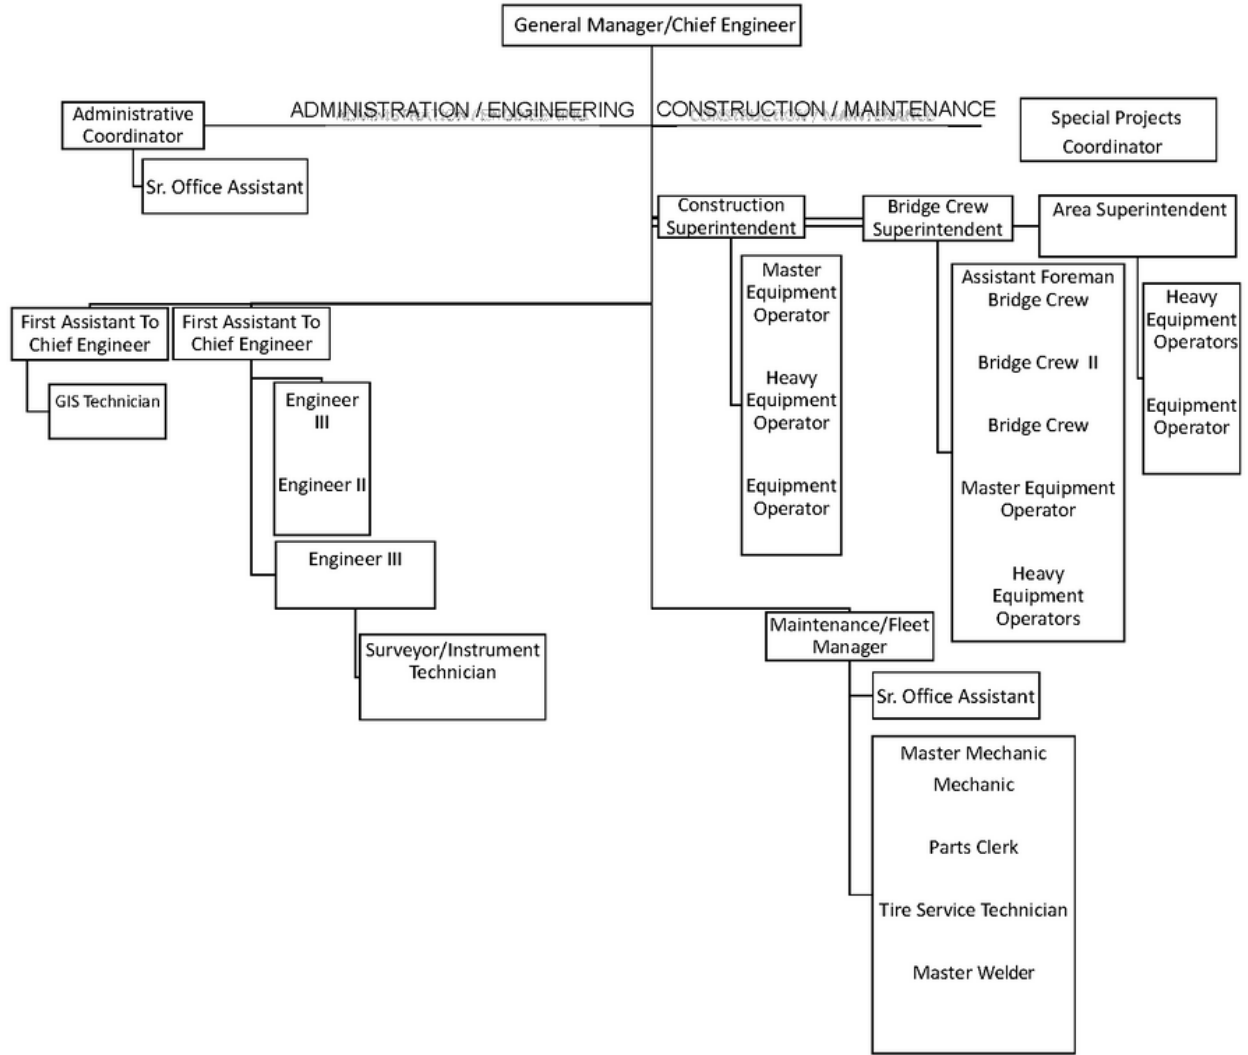 General Manager/Chief Engineer
ADMINISTRATION / ENGINEERING
CONSTRUCTION / MAINTENANCE
Administrative
Coordinator
Sr. Office Assistant
Special Projects
Coordinator
Construction
Superintendent
Bridge Crew
Superintendent
Area Superintendent
Master
Equipment
Operator
Heavy
Equipment
Operator
Equipment
Operator
Assistant Foreman
Bridge Crew
Bridge Crew II
Bridge Crew
Master Equipment
Operator
Heavy
Equipment
Operators
Heavy
Equipment
Operators
Equipment
Operator
First Assistant To
Chief Engineer
GIS Technician
First Assistant To
Chief Engineer
Engineer
III
Engineer II
Engineer III
Surveyor/Instrument
Technician
Maintenance/Fleet
Manager
Sr. Office Assistant
Master Mechanic
Mechanic
Parts Clerk
Tire Service Technician
Master Welder